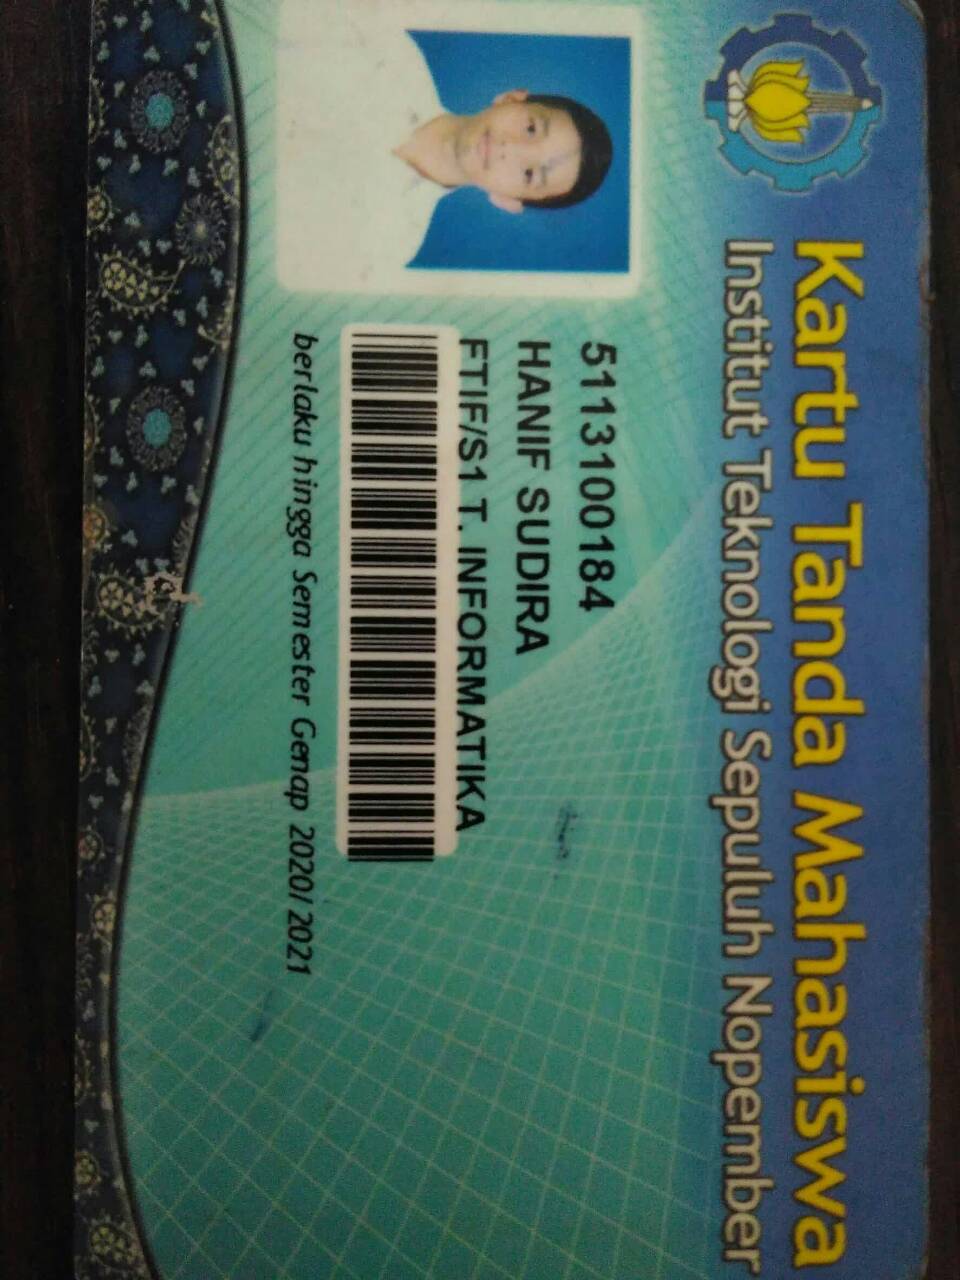 Kartu Tanda Mahasiswa
Institut Teknologi Sepuluh Nopember
5113100184
HANIF SUDIRA
FTIF/S1 T. INFORMATIKA
berlaku hingga Semester Genap 2020/2021